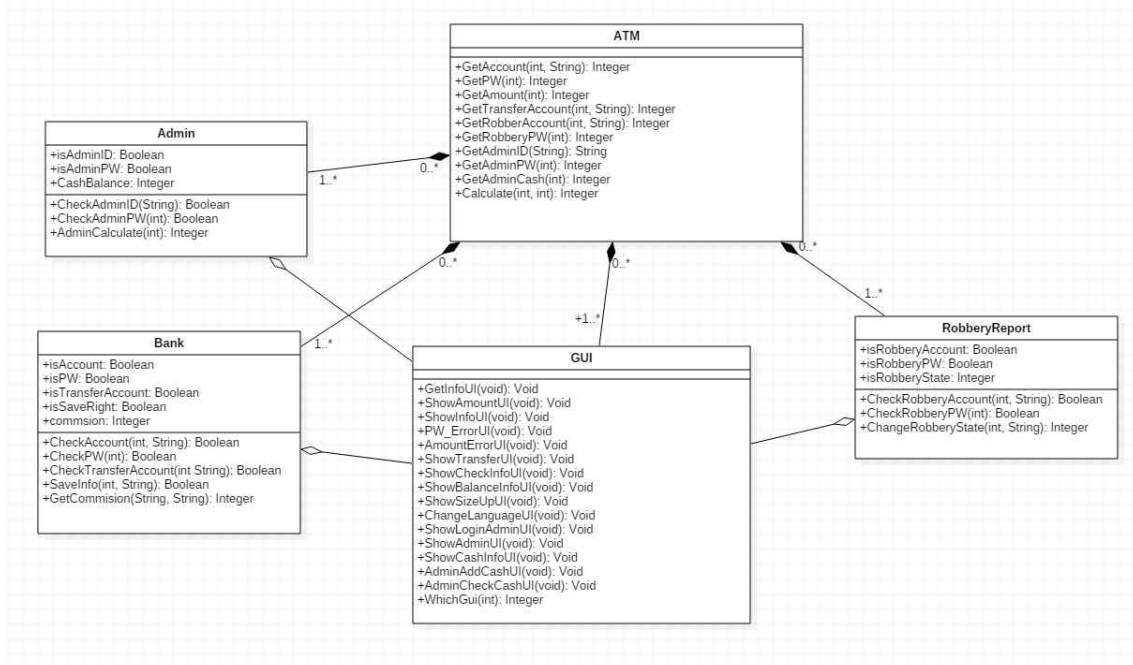 ATM
+GetAccount(int, String): Integer
+GetPW(int): Integer
+GetAmount(int): Integer
+GetTransferAccount(int, String): Integer
+GetRobberAccount(int, String): Integer
+GetRobberyPW(int): Integer
+GetAdminID(String): String
+GetAdminPW(int): Integer
+GetAdminCash(int): Integer
+Calculate(int, int): Integer
Admin
+isAdminID: Boolean
+isAdminPW: Boolean
+CashBalance: Integer
+CheckAdminID(String): Boolean
+CheckAdminPW(int): Boolean
+AdminCalculate(int): Integer
1..*
0..*
0..*
0..*
0..*
1..*
+1..*
1..*
Bank
+isAccount: Boolean
+isPW: Boolean
+isTransferAccount: Boolean
+isSaveRight: Boolean
+commsion: Integer
+CheckAccount(int, String): Boolean
+CheckPW(int): Boolean
+CheckTransferAccount(int String): Boolean
+SaveInfo(int, String): Boolean
+GetCommision(String, String): Integer
GUI
+GetInfoUI(void): Void
+ShowAmountUI(void): Void
+ShowInfoUI(void): Void
+PW_ErrorUI(void): Void
+AmountErrorUI(void): Void
+ShowTransferUI(void): Void
+ShowCheckInfoUI(void): Void
+ShowBalanceInfoUI(void): Void
+ShowSizeUpUI(void): Void
+ChangeLanguageUI(void): Void
+ShowLoginAdminUI(void): Void
+ShowAdminUI(void): Void
+ShowCashInfoUI(void): Void
+AdminAddCashUI(void): Void
+AdminCheckCashUI(void): Void
+WhichGui(int): Integer
RobberyReport
+isRobberyAccount: Boolean
+isRobberyPW: Boolean
+isRobberyState: Integer
+CheckRobberyAccount(int, String): Boolean
+CheckRobberyPW(int): Boolean
+ChangeRobberyState(int, String): Integer